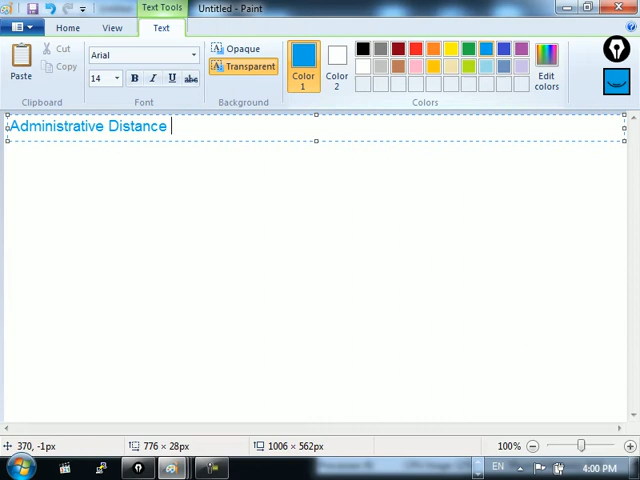 Text Tools
Untitled - Paint
Home
View
Text
Paste
Cut
Copy
Clipboard
Arial
14
B
I
U
abc
Font
Opaque
Transparent
Background
Color 1
Color 2
Edit colors
Colors
Administrative Distance
370, -1px
776 × 28px
1006 × 562px
100%
EN
4:00 PM